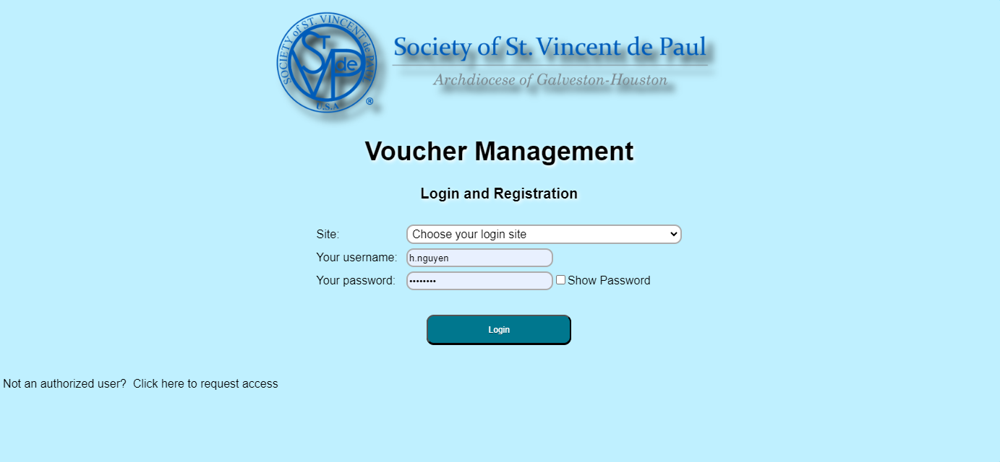 SOCIETY of ST. VINCENT de PAUL
ST
V de P
U.S.A
®
Society of St. Vincent de Paul
Archdiocese of Galveston-Houston
Voucher Management
Login and Registration
Site: Choose your login site
Your username: h.nguyen
Your password: •••••••• Show Password
Login
Not an authorized user?  Click here to request access